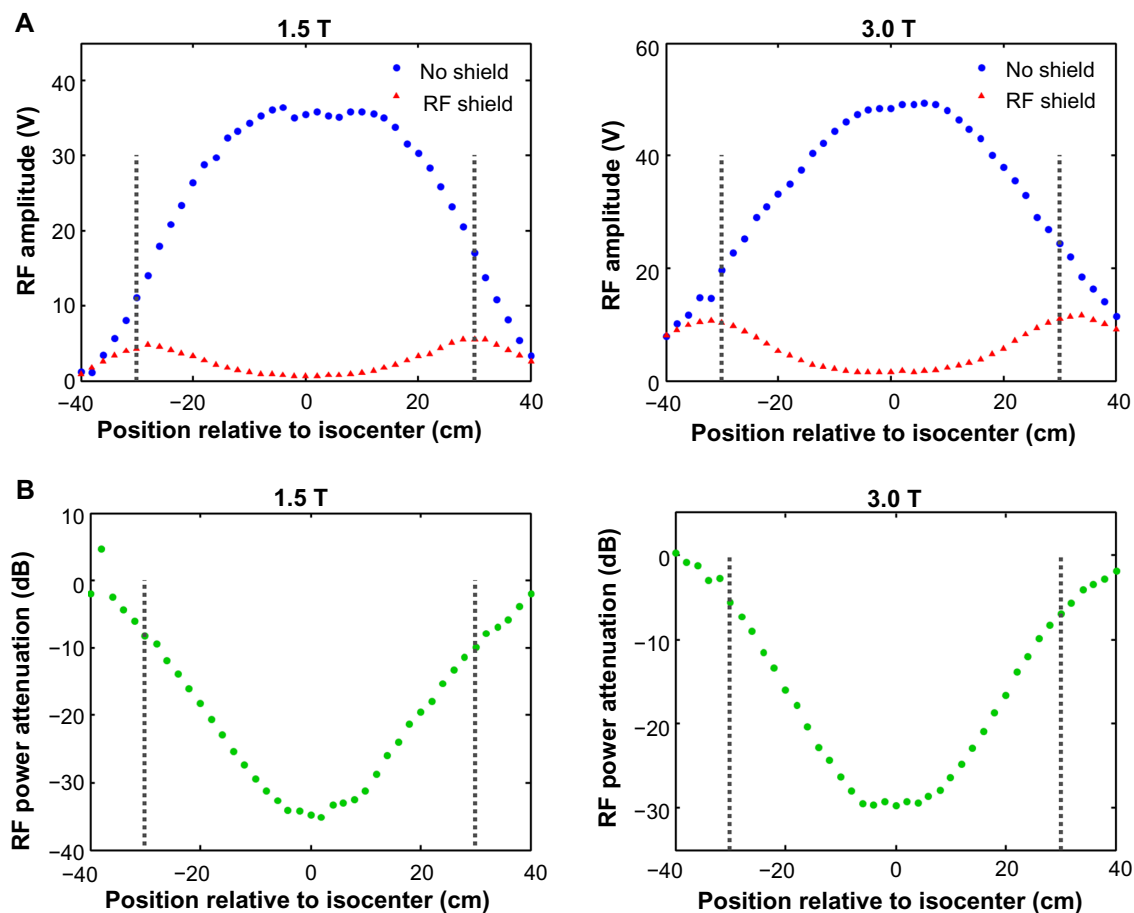 A
1.5 T
RF amplitude (V)
40
30
20
10
0
No shield
RF shield
−40
−20
0
20
40
Position relative to isocenter (cm)
3.0 T
RF amplitude (V)
60
40
20
0
No shield
RF shield
−40
−20
0
20
40
Position relative to isocenter (cm)
B
1.5 T
RF power attenuation (dB)
10
0
−10
−20
−30
−40
−40
−20
0
20
40
Position relative to isocenter (cm)
3.0 T
RF power attenuation (dB)
0
−10
−20
−30
−40
−20
0
20
40
Position relative to isocenter (cm)